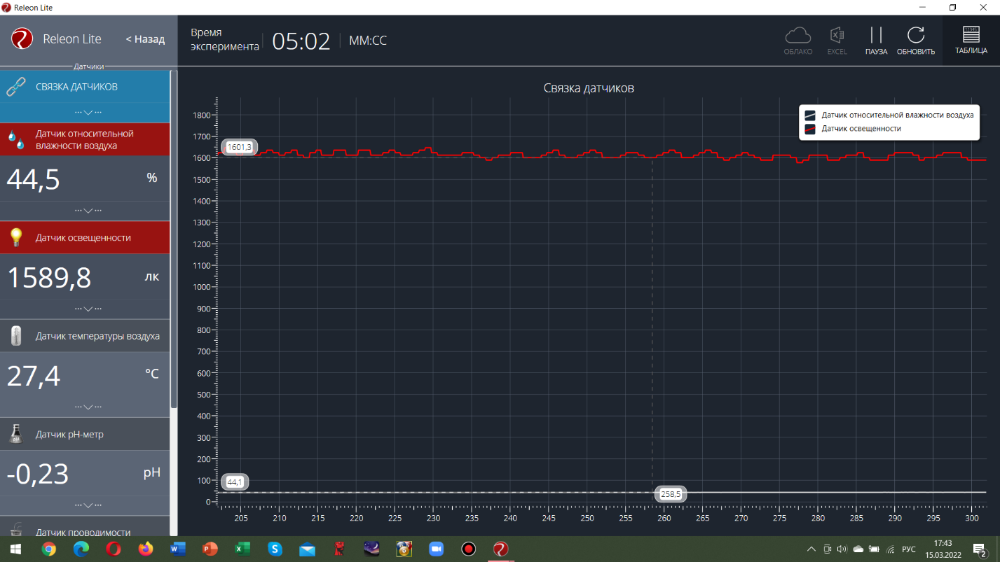 Releon Lite
Releon Lite
< Назад
Время
эксперимента
05:02
ММ:СС
ОБЛАКО
EXCEL
ПАУЗА
ОБНОВИТЬ
12345
ТАБЛИЦА
Датчики
СВЯЗКА ДАТЧИКОВ
Датчик относительной
влажности воздуха
44,5 %
Датчик освещенности
1589,8 лк
Датчик температуры воздуха
27,4 °C
pH
Датчик pH-метр
-0,23 pH
Датчик проводимости
Связка датчиков
Датчик относительной влажности воздуха
Датчик освещенности
1800
1700
1601,3
1600
1500
1400
1300
1200
1100
1000
900
800
700
600
500
400
300
200
100
44,1
258,5
0
205 210 215 220 225 230 235 240 245 250 255 260 265 270 275 280 285 290 295 300
РУС
17:43
15.03.2022
2